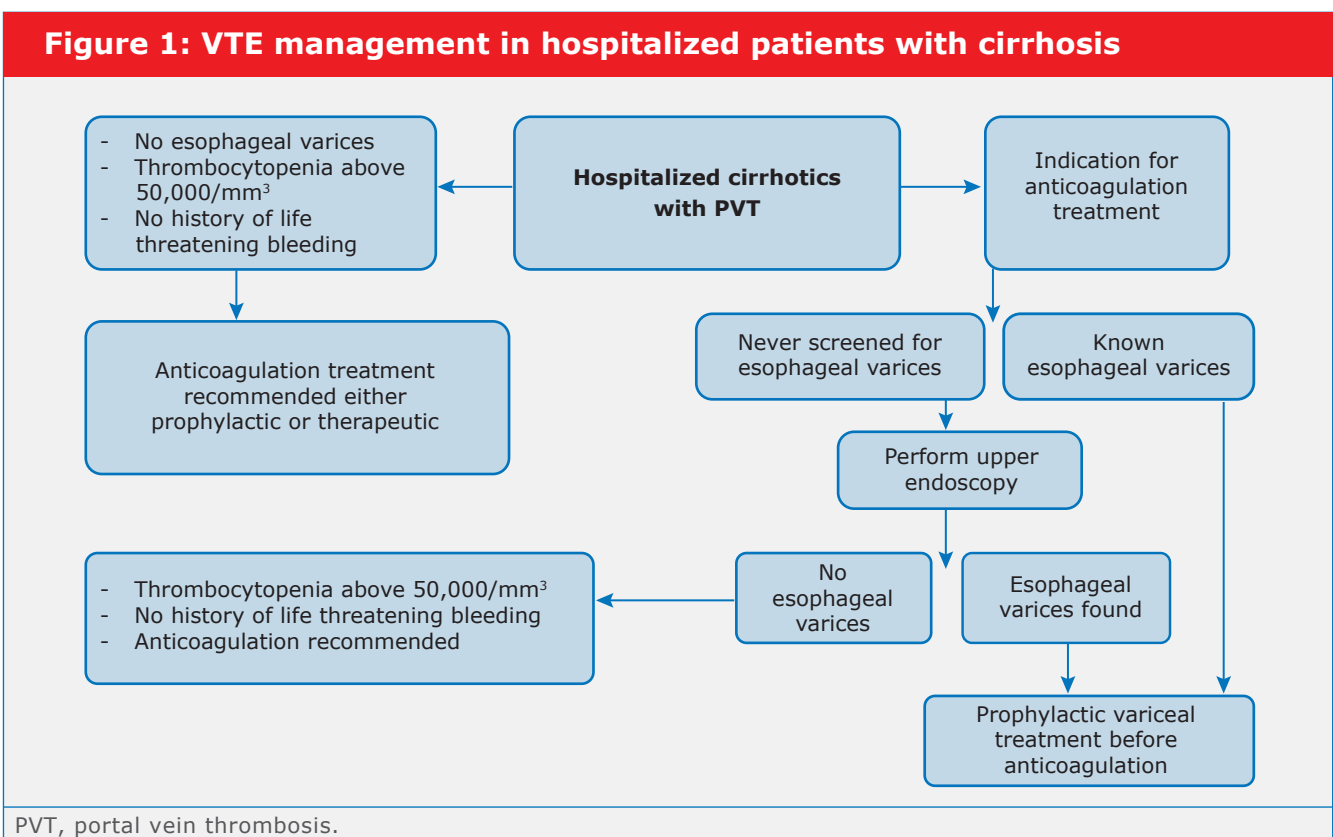 Figure 1: VTE management in hospitalized patients with cirrhosis
- No esophageal varices
- Thrombocytopenia above
50,000/mm³
- No history of life
threatening bleeding
Hospitalized cirrhotics
with PVT
Indication for
anticoagulation
treatment
Anticoagulation treatment
recommended either
prophylactic or therapeutic
Never screened for
esophageal varices
Known
esophageal varices
Perform upper
endoscopy
- Thrombocytopenia above 50,000/mm³
- No history of life threatening bleeding
- Anticoagulation recommended
No
esophageal
varices
Esophageal
varices found
Prophylactic variceal
treatment before
anticoagulation
PVT, portal vein thrombosis.